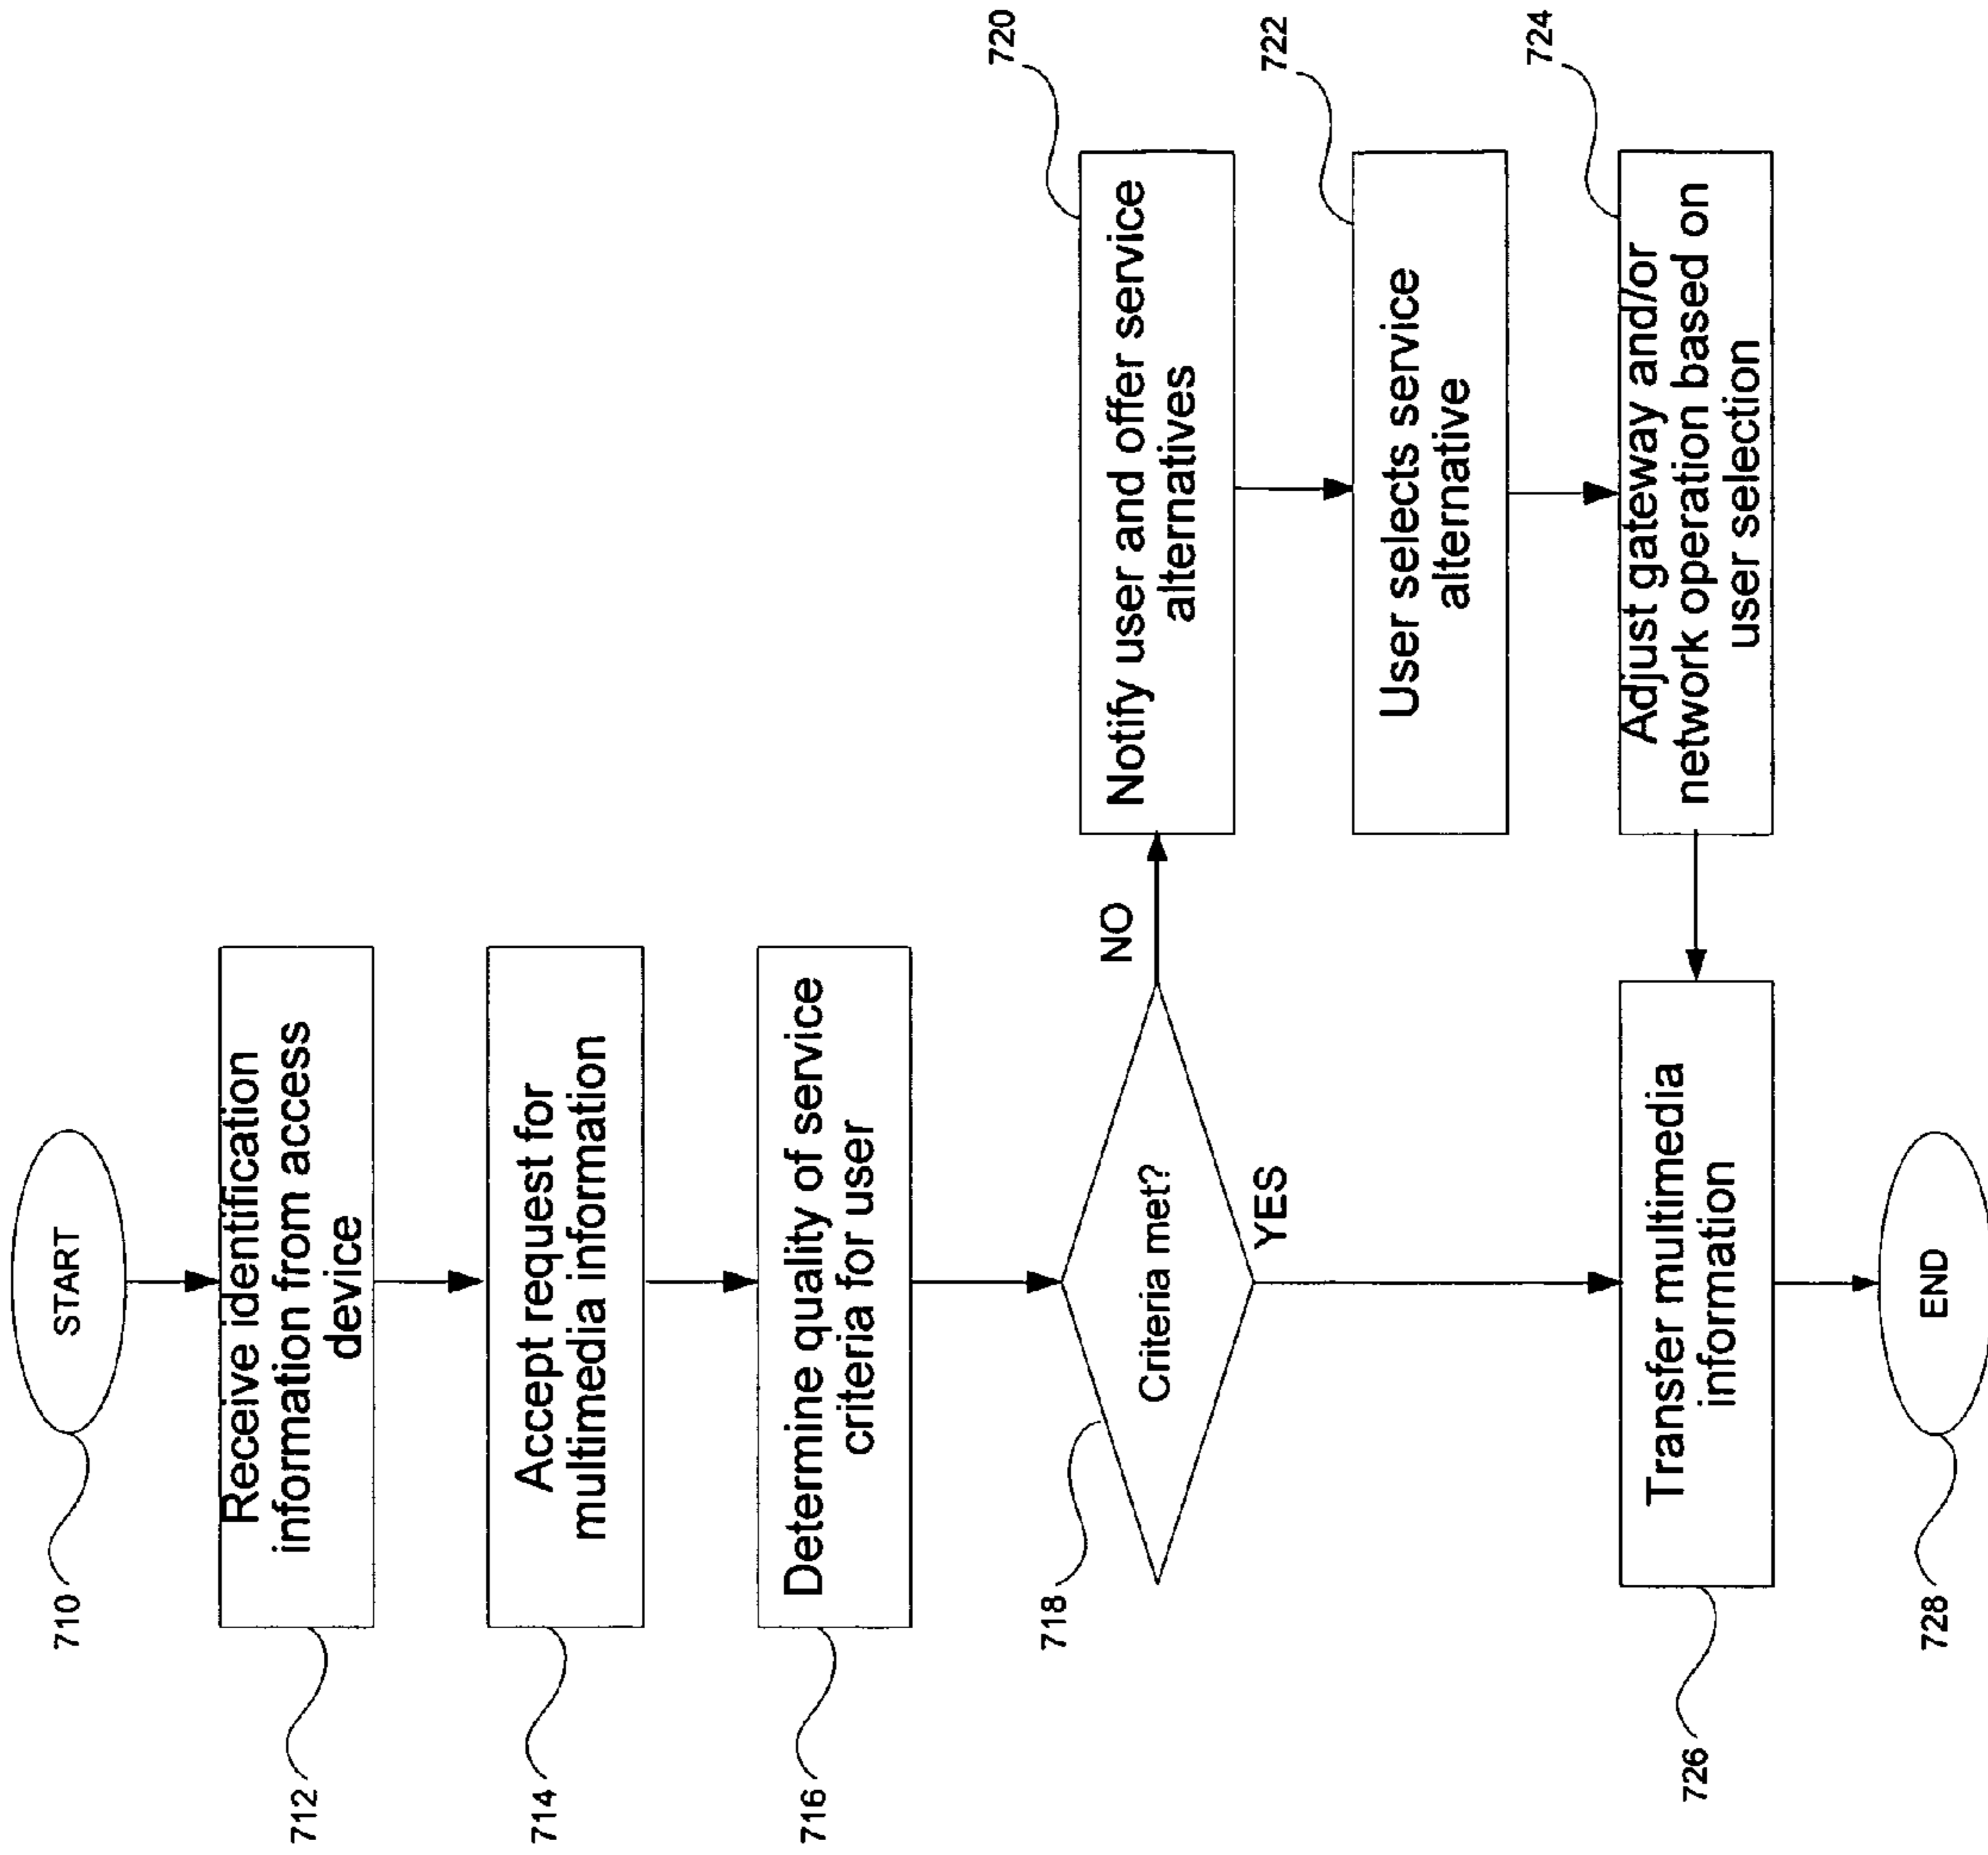 START
710
Receive identification
information from access
device
712
Accept request for
multimedia information
714
Determine quality of service
criteria for user
716
Criteria met?
718
NO
YES
Notify user and offer service
alternatives
720
User selects service
alternative
722
Adjust gateway and/or
network operation based on
user selection
724
Transfer multimedia
information
726
END
728